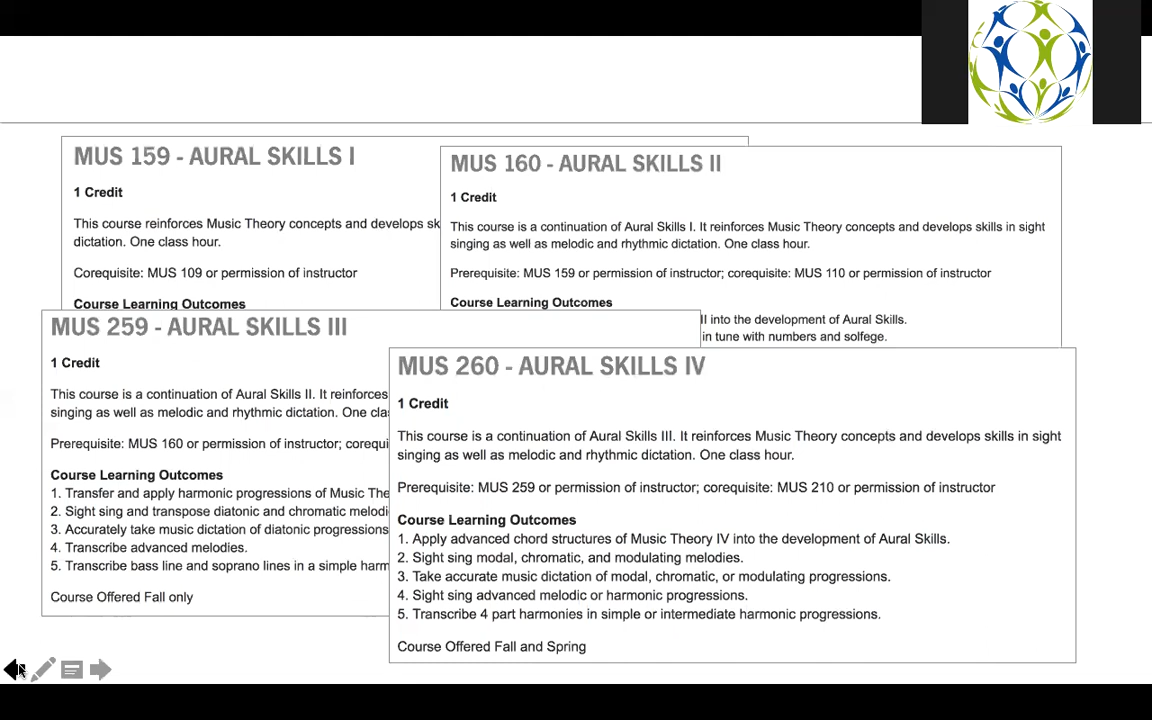 MUS 159 - AURAL SKILLS I
1 Credit
This course reinforces Music Theory concepts and develops sk
dictation. One class hour.
Corequisite: MUS 109 or permission of instructor
Course Learning Outcomes
MUS 160 - AURAL SKILLS II
1 Credit
This course is a continuation of Aural Skills I. It reinforces Music Theory concepts and develops skills in sight
singing as well as melodic and rhythmic dictation. One class hour.
Prerequisite: MUS 159 or permission of instructor; corequisite: MUS 110 or permission of instructor
Course Learning Outcomes
II into the development of Aural Skills.
in tune with numbers and solfege.
MUS 259 - AURAL SKILLS III
1 Credit
This course is a continuation of Aural Skills II. It reinforces
singing as well as melodic and rhythmic dictation. One cla
Prerequisite: MUS 160 or permission of instructor; corequi
Course Learning Outcomes
1. Transfer and apply harmonic progressions of Music The
2. Sight sing and transpose diatonic and chromatic melodi
3. Accurately take music dictation of diatonic progressions
4. Transcribe advanced melodies.
5. Transcribe bass line and soprano lines in a simple harm
Course Offered Fall only
MUS 260 - AURAL SKILLS IV
1 Credit
This course is a continuation of Aural Skills III. It reinforces Music Theory concepts and develops skills in sight
singing as well as melodic and rhythmic dictation. One class hour.
Prerequisite: MUS 259 or permission of instructor; corequisite: MUS 210 or permission of instructor
Course Learning Outcomes
1. Apply advanced chord structures of Music Theory IV into the development of Aural Skills.
2. Sight sing modal, chromatic, and modulating melodies.
3. Take accurate music dictation of modal, chromatic, or modulating progressions.
4. Sight sing advanced melodic or harmonic progressions.
5. Transcribe 4 part harmonies in simple or intermediate harmonic progressions.
Course Offered Fall and Spring